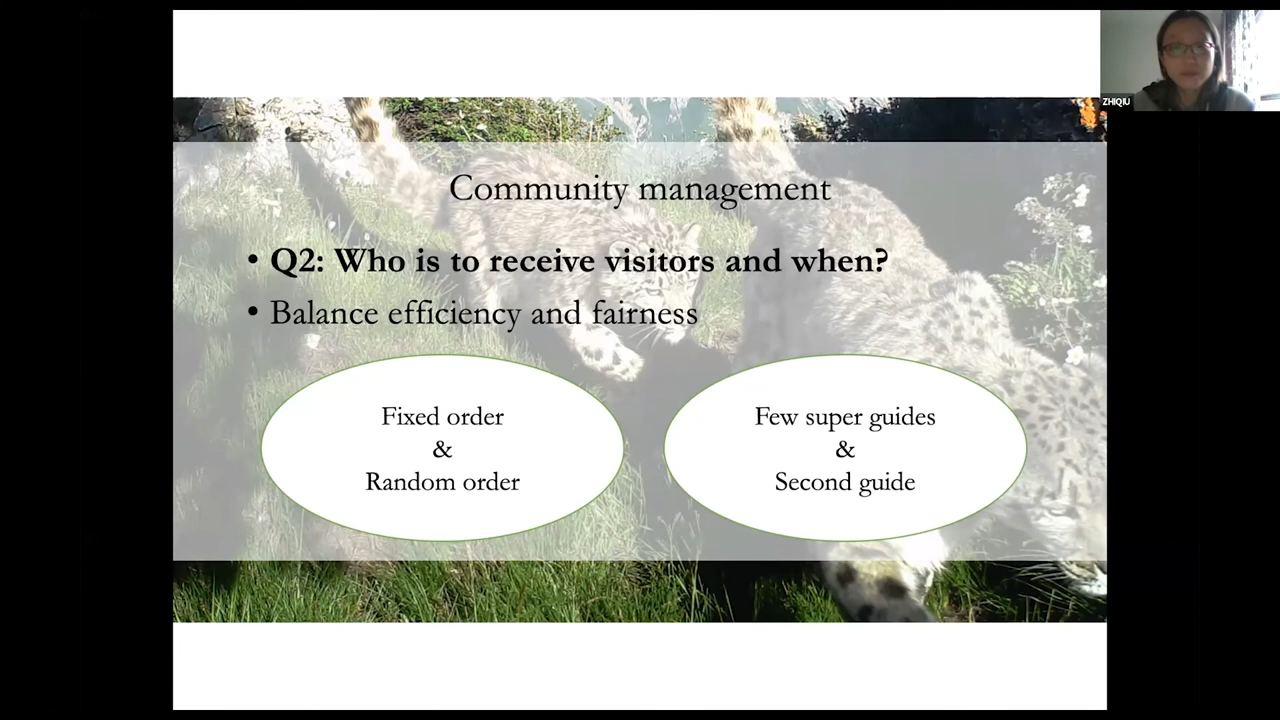 ZHIQIU
Community management
• Q2: Who is to receive visitors and when?
• Balance efficiency and fairness
Fixed order
&
Random order
Few super guides
&
Second guide